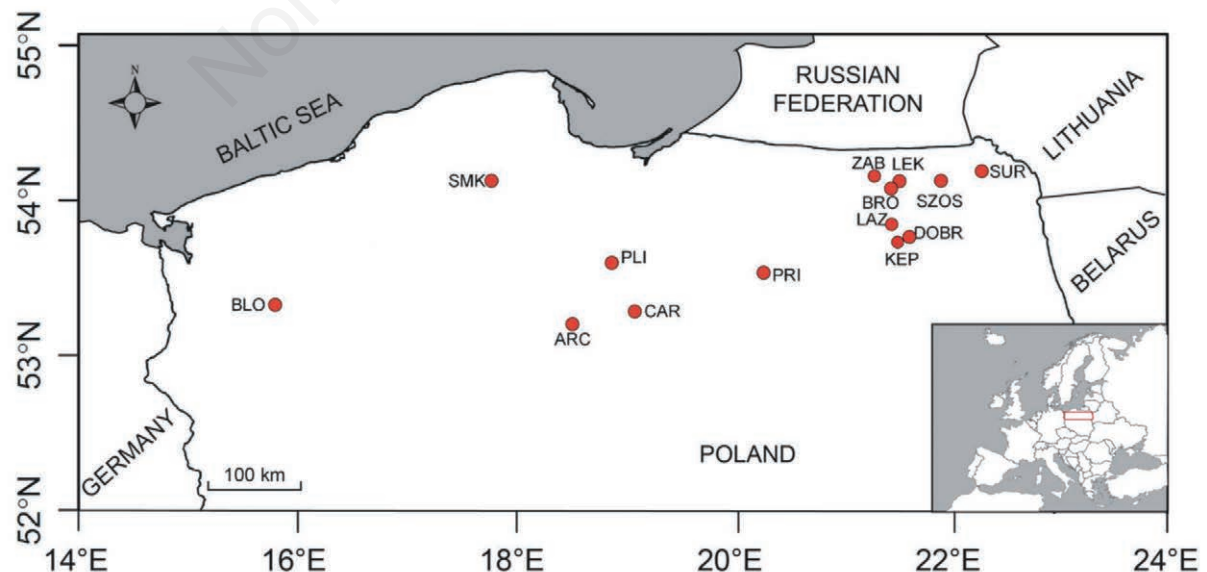 Non
55°N
54°N
53°N
52°N
N
BALTIC SEA
RUSSIAN
FEDERATION
LITHUANIA
BELARUS
GERMANY
POLAND
SMK
ZAB LEK
SUR
BRO SZOS
LAZ
DOBR
KEP
PLI
PRI
BLO
CAR
ARC
100 km
14°E 16°E 18°E 20°E 22°E 24°E